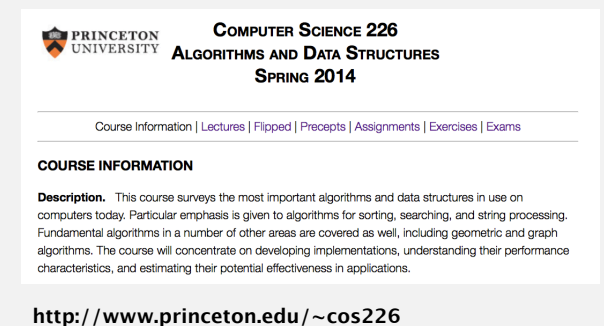 PRINCETON
UNIVERSITY
COMPUTER SCIENCE 226
ALGORITHMS AND DATA STRUCTURES
SPRING 2014
Course Information | Lectures | Flipped | Precepts | Assignments | Exercises | Exams
COURSE INFORMATION
Description. This course surveys the most important algorithms and data structures in use on
computers today. Particular emphasis is given to algorithms for sorting, searching, and string processing.
Fundamental algorithms in a number of other areas are covered as well, including geometric and graph
algorithms. The course will concentrate on developing implementations, understanding their performance
characteristics, and estimating their potential effectiveness in applications.
http://www.princeton.edu/~cos226